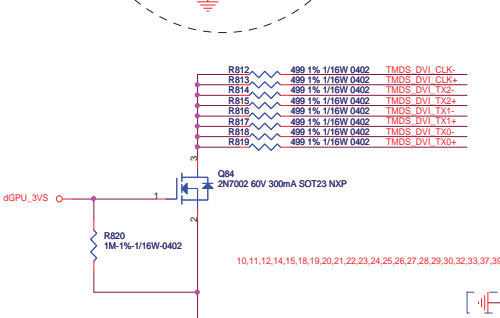 R812 499 1% 1/16W 0402 TMDS_DVI_CLK-
R813 499 1% 1/16W 0402 TMDS_DVI_CLK+
R814 499 1% 1/16W 0402 TMDS_DVI_TX2-
R815 499 1% 1/16W 0402 TMDS_DVI_TX2+
R816 499 1% 1/16W 0402 TMDS_DVI_TX1-
R817 499 1% 1/16W 0402 TMDS_DVI_TX1+
R818 499 1% 1/16W 0402 TMDS_DVI_TX0-
R819 499 1% 1/16W 0402 TMDS_DVI_TX0+
3
Q84
2N7002 60V 300mA SOT23 NXP
dGPU_3VS
1
2
R820
1M-1%-1/16W-0402
10,11,12,14,15,18,19,20,21,22,23,24,25,26,27,28,29,30,32,33,37,39